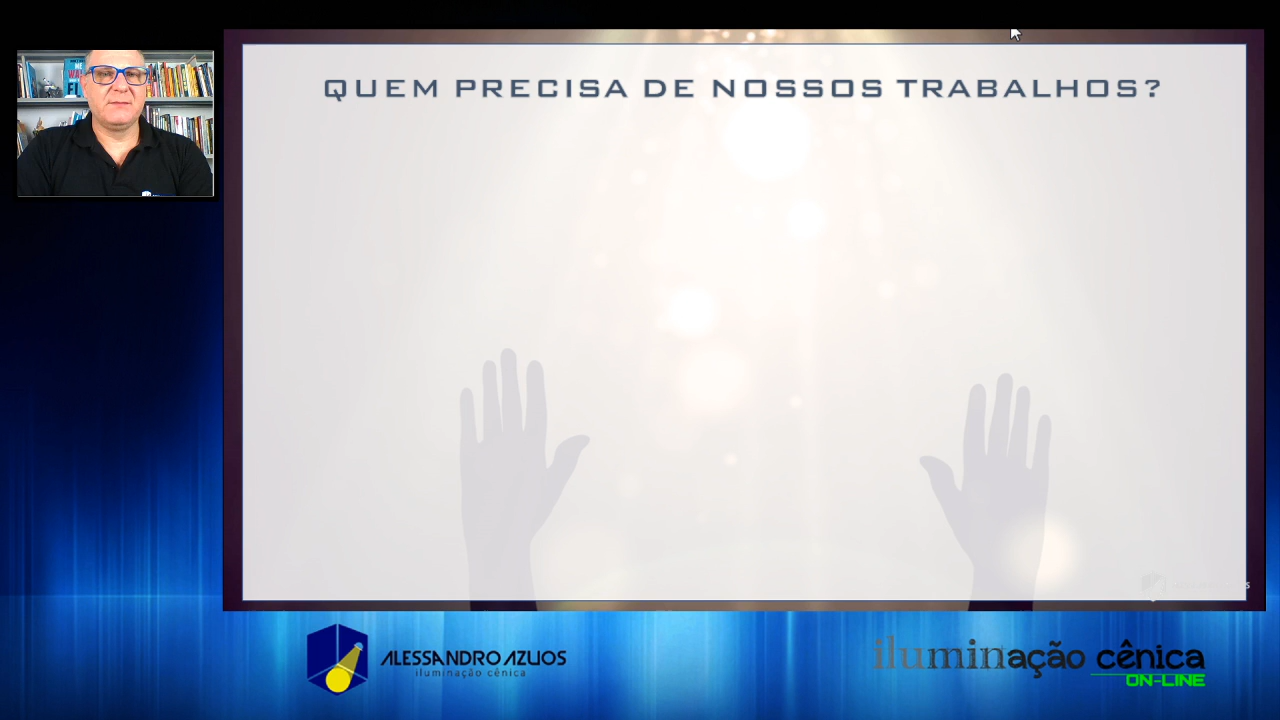 QUEM PRECISA DE NOSSOS TRABALHOS?
ALESSANDRO AZUOS
iluminação cênica
iluminação cênica
ON-LINE